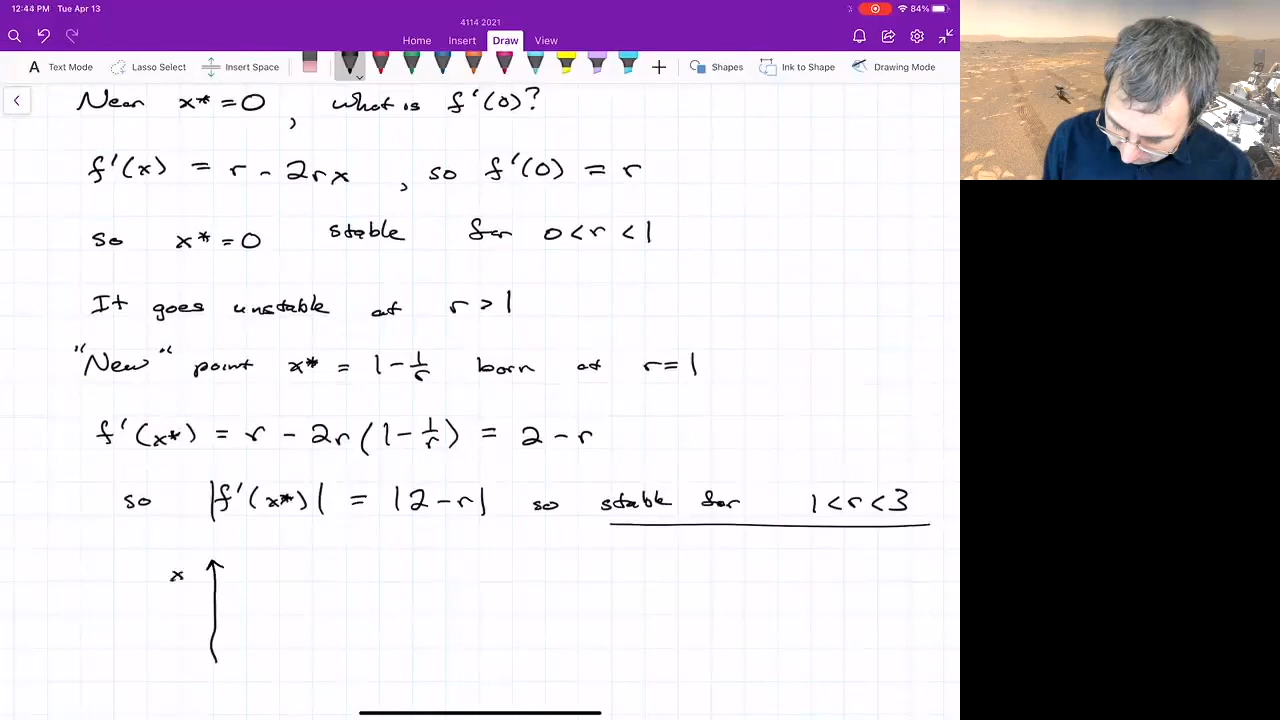 12:44 PM Tue Apr 13
84%
4114 2021
Home Insert Draw View
Text Mode Lasso Select Insert Space Shapes Ink to Shape Drawing Mode
Near x* = 0, what is f'(0)?
f'(x) = r - 2rx, so f'(0) = r
so x* = 0 stable for 0 < r < 1
It goes unstable at r > 1
"New" point x* = 1 - 1/r born at r = 1
f'(x*) = r - 2r(1 - 1/r) = 2 - r
so |f'(x*)| = |2 - r| so stable for 1 < r < 3
x